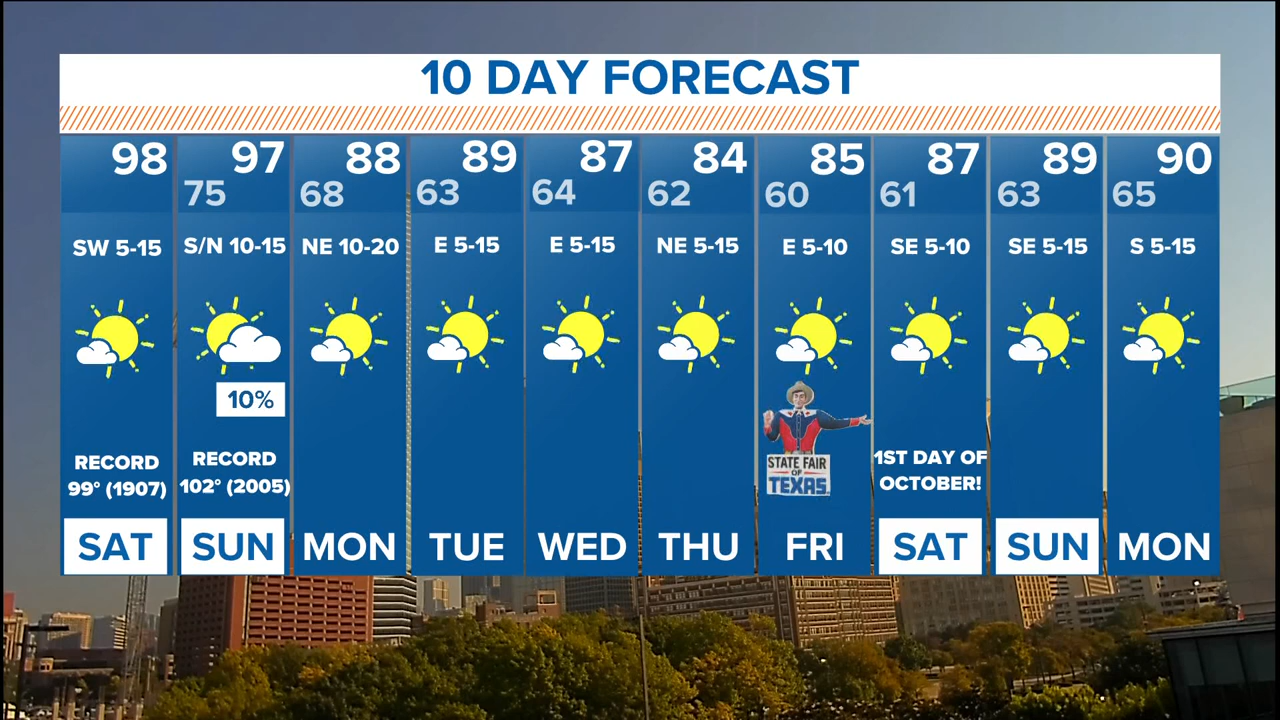 10 DAY FORECAST
98 97 88 89 87 84 85 87 89 90
75 68 63 64 62 60 61 63 65
SW 5-15 S/N 10-15 NE 10-20 E 5-15 E 5-15 NE 5-15 E 5-10 SE 5-10 SE 5-15 S 5-15
10%
RECORD
99° (1907)
RECORD
102° (2005)
STATE FAIR
OF
TEXAS
1ST DAY OF
OCTOBER!
SAT SUN MON TUE WED THU FRI SAT SUN MON